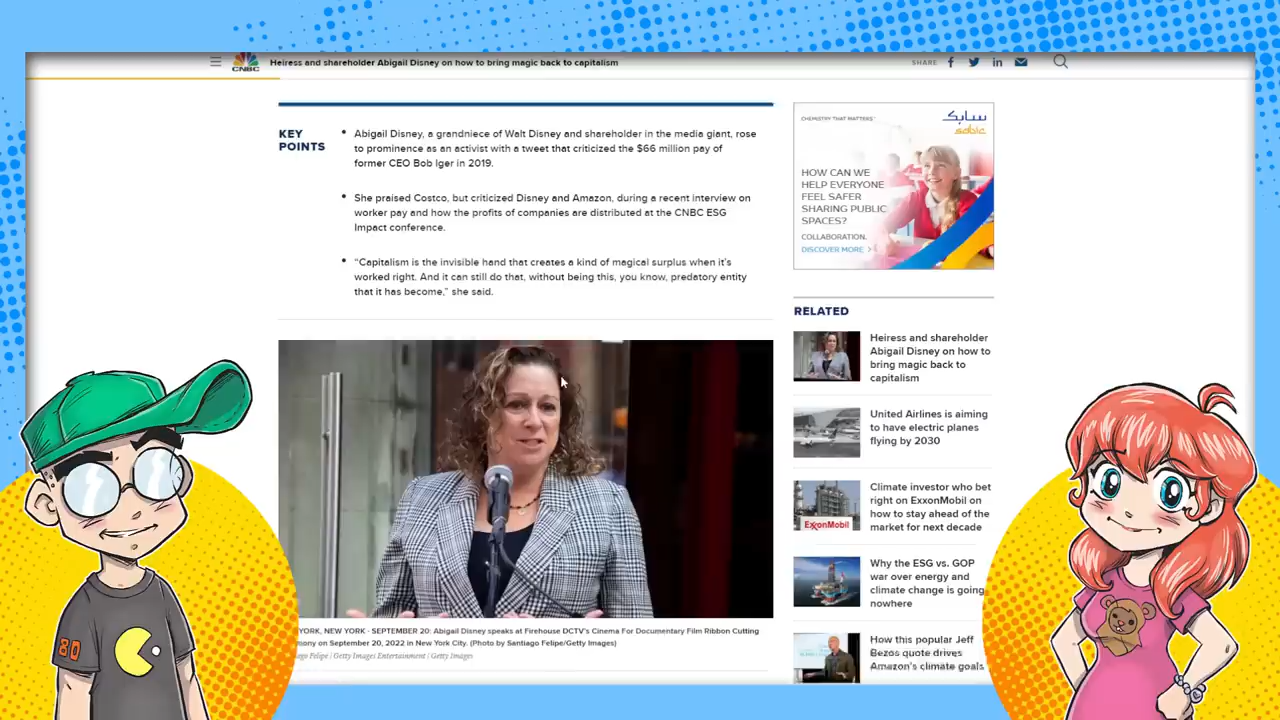 CNBC
Heiress and shareholder Abigail Disney on how to bring magic back to capitalism
SHARE
KEY
POINTS
Abigail Disney, a grandniece of Walt Disney and shareholder in the media giant, rose
to prominence as an activist with a tweet that criticized the $66 million pay of
former CEO Bob Iger in 2019.
She praised Costco, but criticized Disney and Amazon, during a recent interview on
worker pay and how the profits of companies are distributed at the CNBC ESG
Impact conference.
“Capitalism is the invisible hand that creates a kind of magical surplus when it’s
worked right. And it can still do that, without being this, you know, predatory entity
that it has become,” she said.
YORK, NEW YORK - SEPTEMBER 20: Abigail Disney speaks at Firehouse DCTV's Cinema For Documentary Film Ribbon Cutting
mony on September 20, 2022 in New York City. (Photo by Santiago Felipe/Getty Images)
ago Felipe | Getty Images Entertainment | Getty Images
CHEMISTRY THAT MATTERS™
سابك
sabic
HOW CAN WE
HELP EVERYONE
FEEL SAFER
SHARING PUBLIC
SPACES?
COLLABORATION.
DISCOVER MORE >
RELATED
Heiress and shareholder
Abigail Disney on how to
bring magic back to
capitalism
United Airlines is aiming
to have electric planes
flying by 2030
ExxonMobil
Climate investor who bet
right on ExxonMobil on
how to stay ahead of the
market for next decade
Why the ESG vs. GOP
war over energy and
climate change is going
nowhere
How this popular Jeff
Bezos quote drives
Amazon's climate goals
80